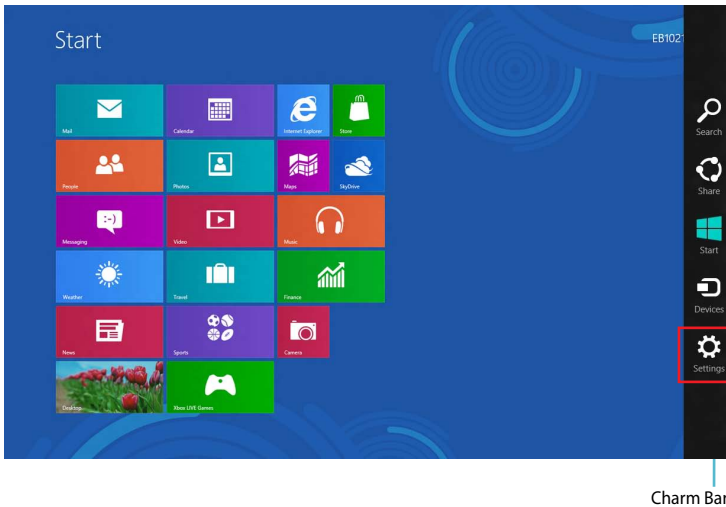 Start
EB1021
Mail
Calendar
Internet Explorer
Store
People
Photos
Maps
SkyDrive
Messaging
:-)
Video
Music
Weather
Travel
Finance
News
Sports
Camera
Desktop
Xbox LIVE Games
Search
Share
Start
Devices
Settings
Charm Bar